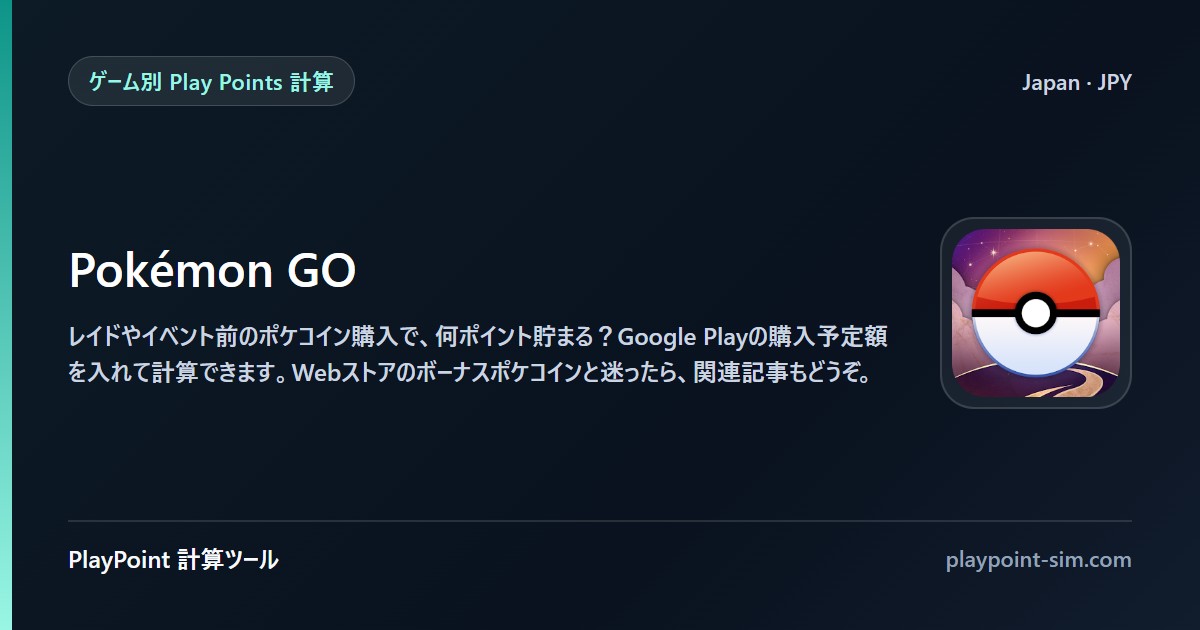 ゲーム別 Play Points 計算
Japan · JPY
Pokémon GO
レイドやイベント前のポケコイン購入で、何ポイント貯まる？Google Playの購入予定額
を入れて計算できます。Webストアのボーナスポケコインと迷ったら、関連記事もどうぞ。
PlayPoint 計算ツール
playpoint-sim.com